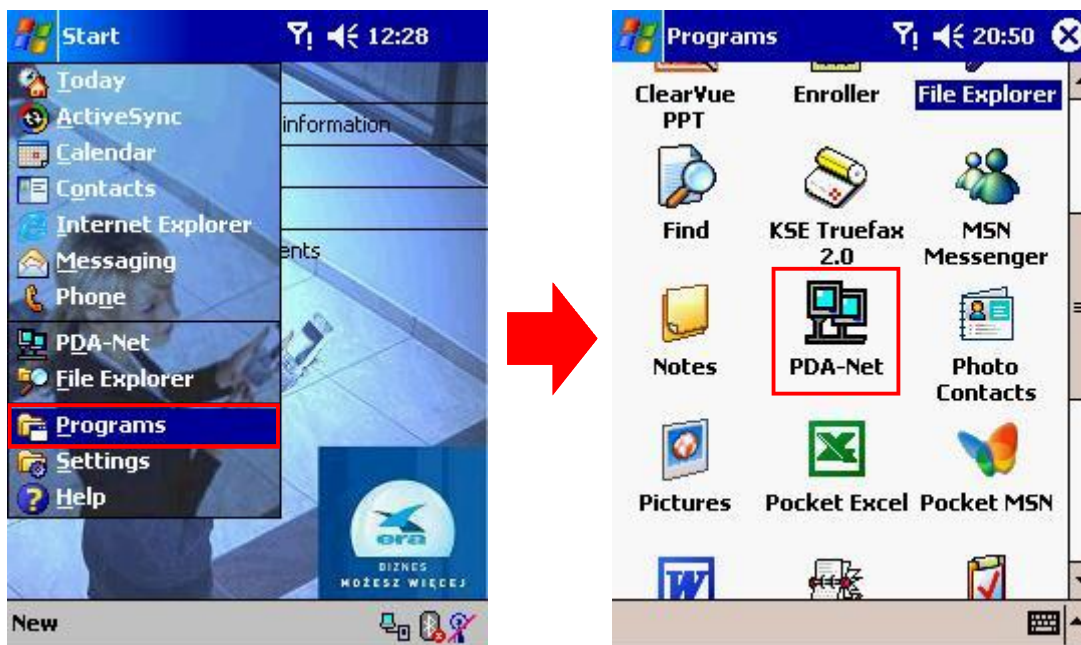 Start 12:28
Today
ActiveSync
information
Calendar
Contacts
Internet Explorer
ents
Messaging
Phone
PDA-Net
File Explorer
Programs
Settings
Help
era
BIZNES
MOŻESZ WIĘCEJ
New
Programs 20:50
ClearVue PPT
Enroller
File Explorer
Find
KSE Truefax 2.0
MSN Messenger
Notes
PDA-Net
Photo Contacts
Pictures
Pocket Excel
Pocket MSN